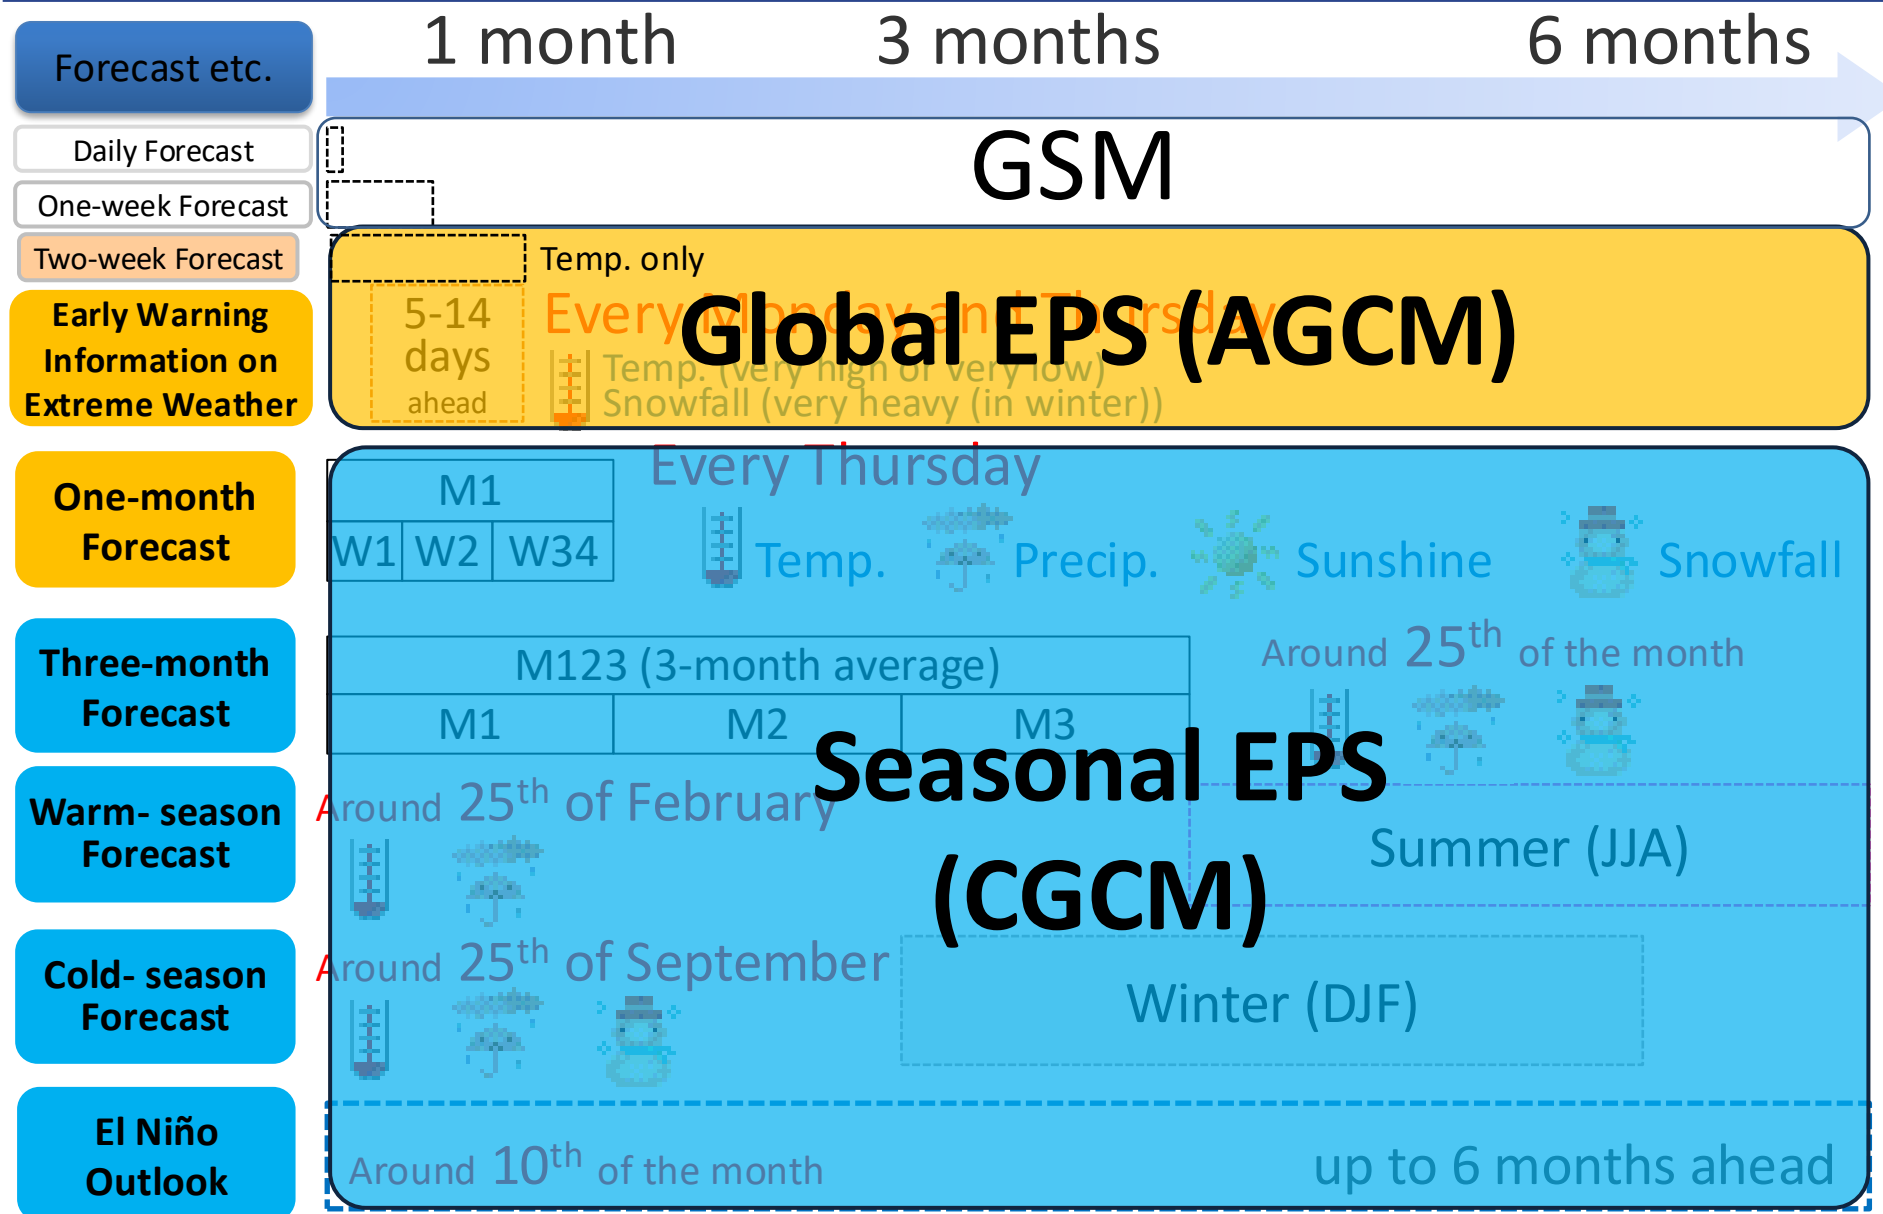 Forecast etc.
1 month
3 months
6 months
Daily Forecast
GSM
One-week Forecast
Two-week Forecast
Temp. only
Early Warning
Information on
Extreme Weather
5-14
days
ahead
Every Monday and Thursday
Temp. (very high or very low)
Snowfall (very heavy (in winter))
Global EPS (AGCM)
One-month
Forecast
M1
W1 W2 W34
Every Thursday
Temp. Precip. Sunshine Snowfall
Three-month
Forecast
M123 (3-month average)
M1 M2 M3
Around 25th of the month
Seasonal EPS
(CGCM)
Warm- season
Forecast
Around 25th of February
Summer (JJA)
Cold- season
Forecast
Around 25th of September
Winter (DJF)
El Niño
Outlook
Around 10th of the month
up to 6 months ahead